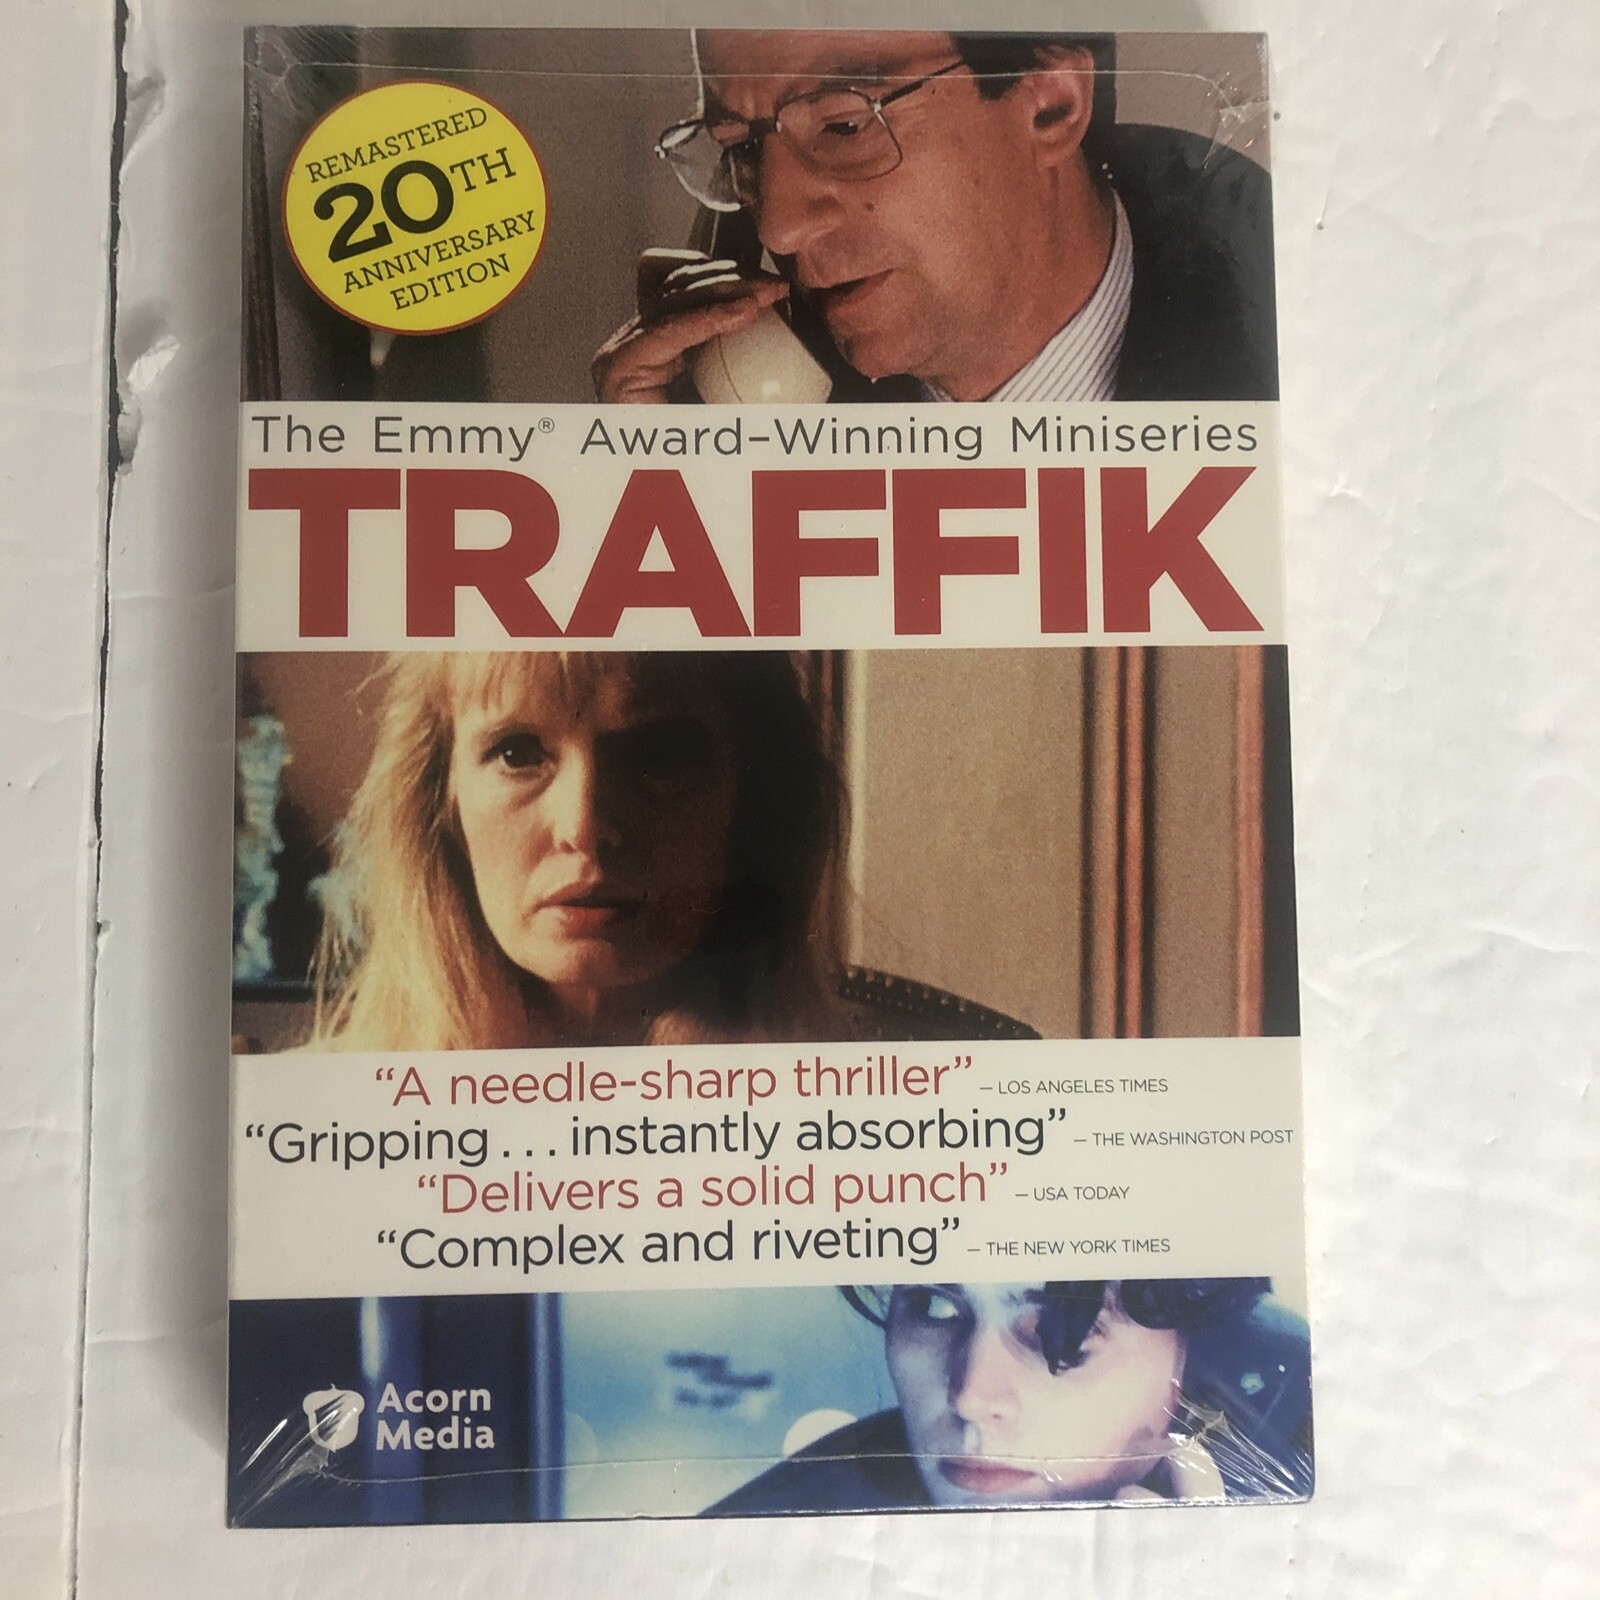 REMASTERED
20TH
ANNIVERSARY
EDITION
The Emmy® Award-Winning Miniseries
TRAFFIK
“A needle-sharp thriller” – LOS ANGELES TIMES
“Gripping . . . instantly absorbing” – THE WASHINGTON POST
“Delivers a solid punch” – USA TODAY
“Complex and riveting” – THE NEW YORK TIMES
Acorn
Media